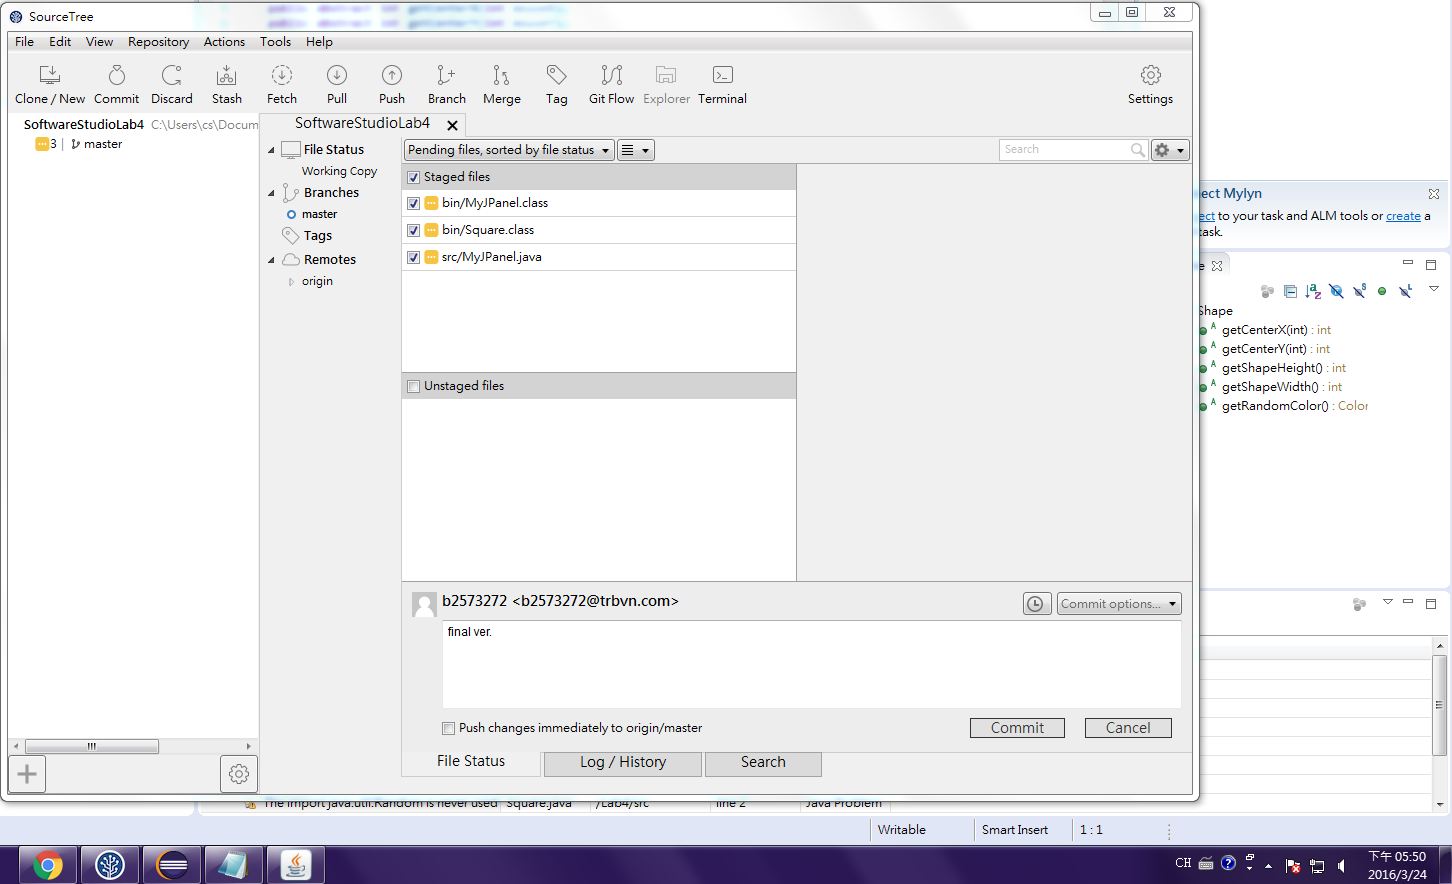 SourceTree
File Edit View Repository Actions Tools Help
Clone / New Commit Discard Stash Fetch Pull Push Branch Merge Tag Git Flow Explorer Terminal Settings
SoftwareStudioLab4 C:\Users\cs\Docum
3 master
SoftwareStudioLab4
File Status
Working Copy
Branches
master
Tags
Remotes
origin
Pending files, sorted by file status
Search
Staged files
bin/MyJPanel.class
bin/Square.class
src/MyJPanel.java
Unstaged files
b2573272 <b2573272@trbvn.com>
Commit options...
final ver.
Push changes immediately to origin/master
Commit Cancel
File Status Log / History Search
ect Mylyn
ect to your task and ALM tools or create a
task.
Shape
getCenterX(int) : int
getCenterY(int) : int
getShapeHeight() : int
getShapeWidth() : int
getRandomColor() : Color
The import java.util.Random is never used Square.java /Lab4/src line 2 Java Problem
Writable Smart Insert 1 : 1
CH
下午 05:50
2016/3/24